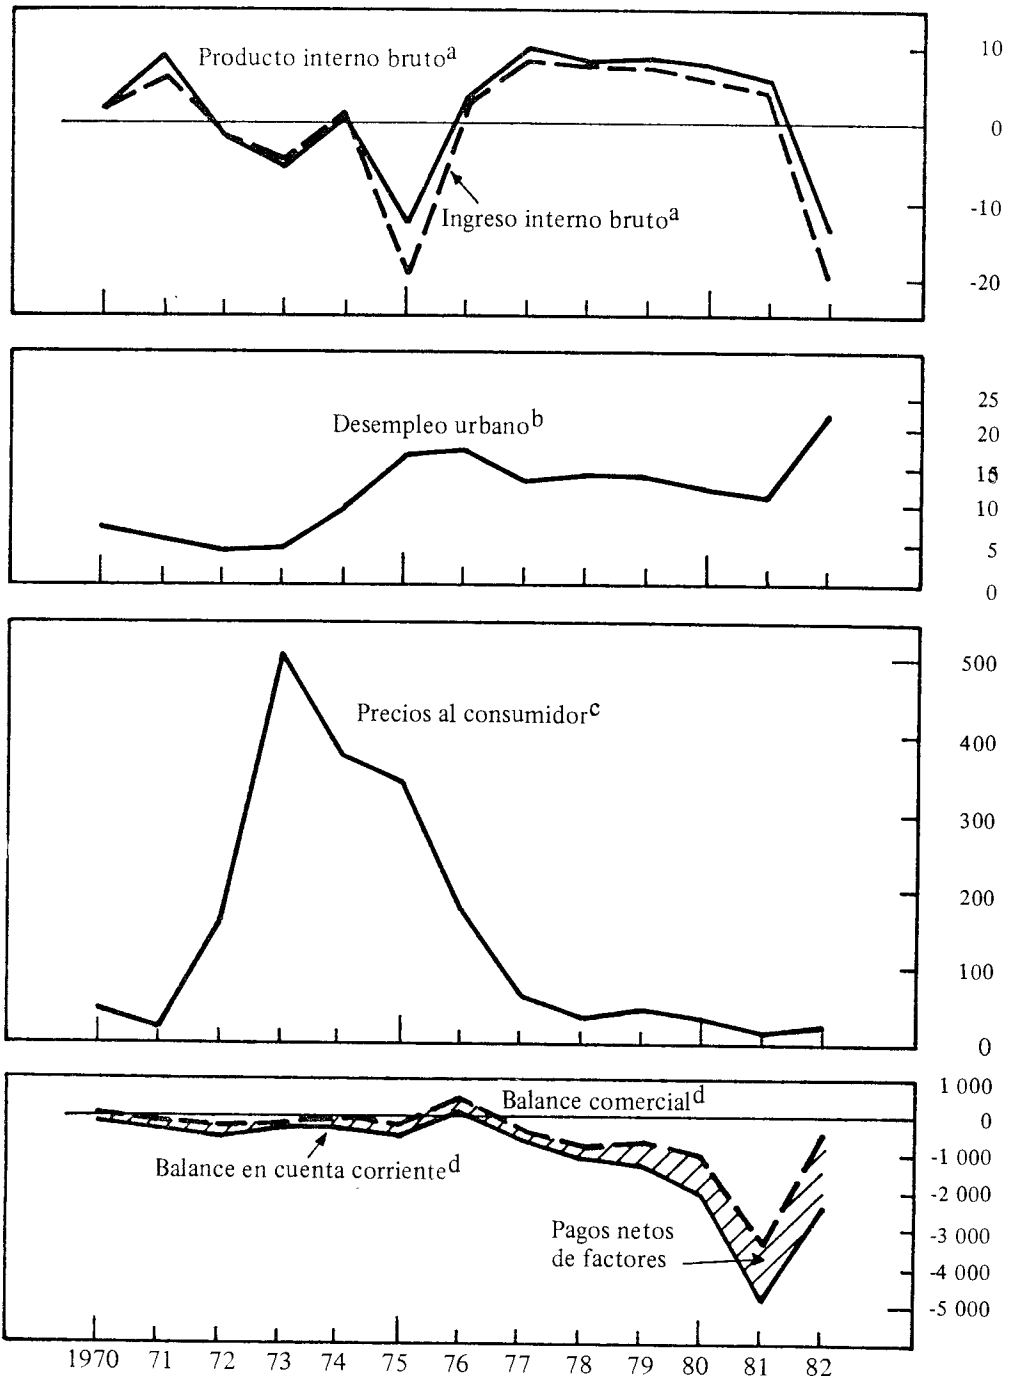 Producto interno bruto^a
10
0
Ingreso interno bruto^a
-10
-20
Desempleo urbano^b
25
20
15
10
5
0
Precios al consumidor^c
500
400
300
200
100
0
Balance comercial^d
1 000
0
Balance en cuenta corriente^d
-1 000
-2 000
Pagos netos
de factores
-3 000
-4 000
-5 000
1970 71 72 73 74 75 76 77 78 79 80 81 82